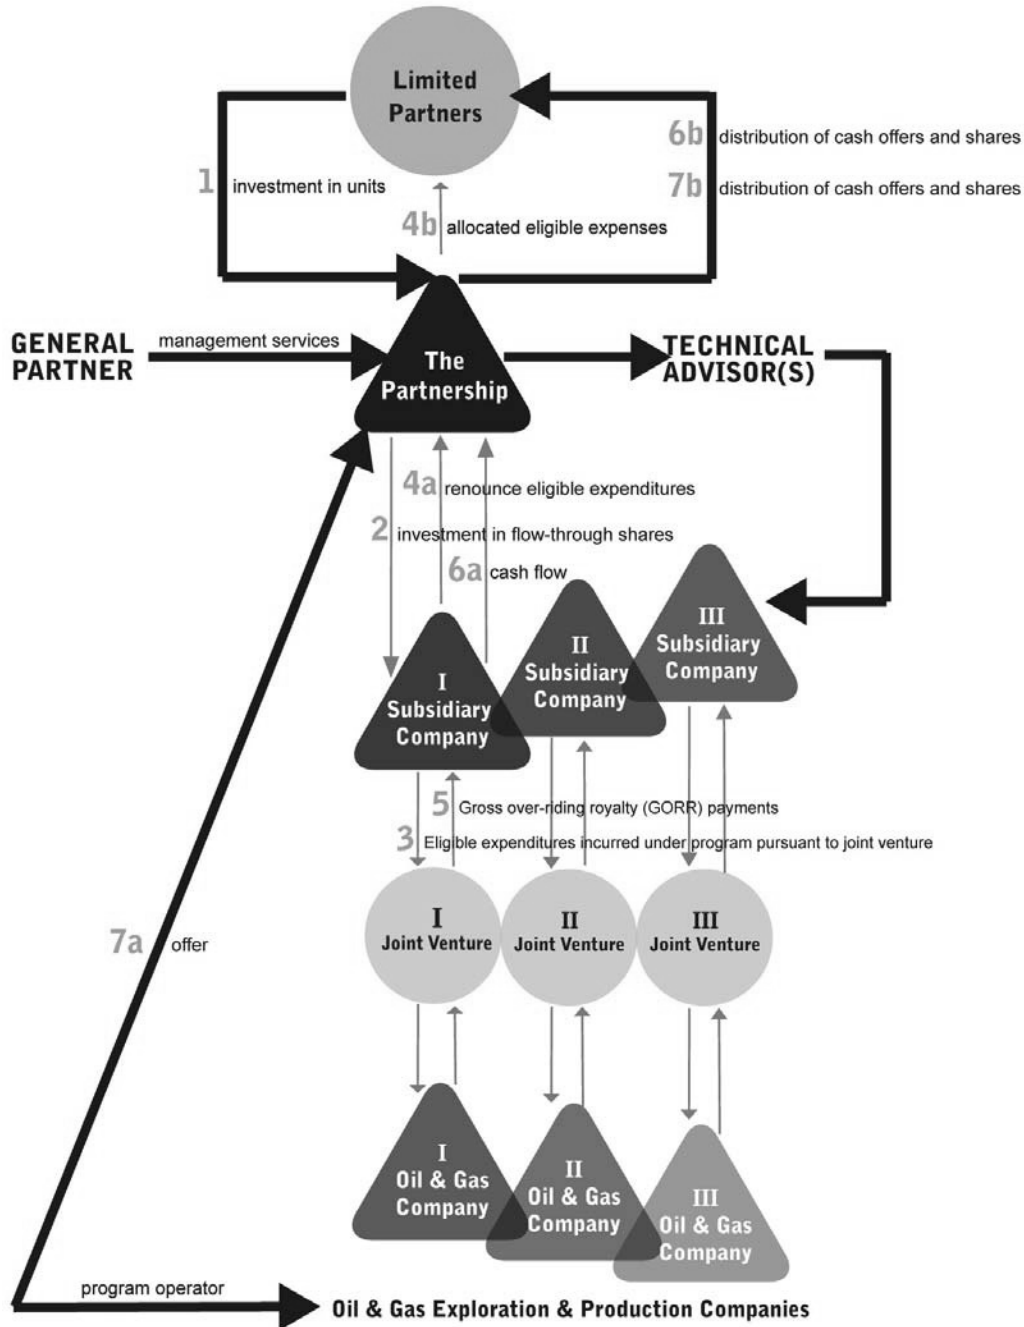 Limited
Partners
6b distribution of cash offers and shares
1 investment in units
7b distribution of cash offers and shares
4b allocated eligible expenses
GENERAL
PARTNER
management services
The
Partnership
TECHNICAL
ADVISOR(S)
4a renounce eligible expenditures
2 investment in flow-through shares
6a cash flow
I
Subsidiary
Company
II
Subsidiary
Company
III
Subsidiary
Company
5 Gross over-riding royalty (GORR) payments
3 Eligible expenditures incurred under program pursuant to joint venture
I
Joint Venture
II
Joint Venture
III
Joint Venture
7a offer
I
Oil & Gas
Company
II
Oil & Gas
Company
III
Oil & Gas
Company
program operator
Oil & Gas Exploration & Production Companies